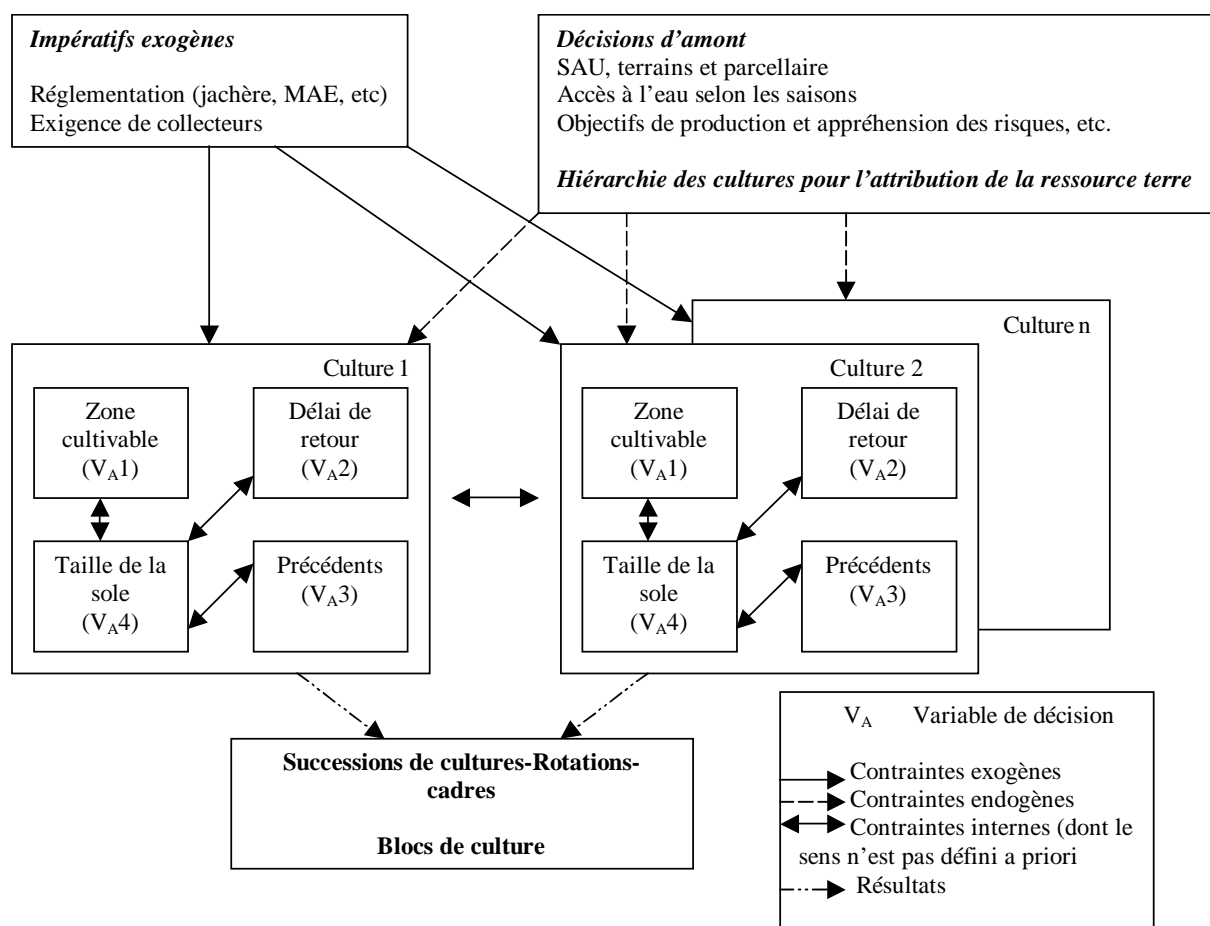 Impératifs exogènes
Réglementation (jachère, MAE, etc)
Exigence de collecteurs
Décisions d'amont
SAU, terrains et parcellaire
Accès à l'eau selon les saisons
Objectifs de production et appréhension des risques, etc.
Hiérarchie des cultures pour l'attribution de la ressource terre
Culture 1
Zone
cultivable
(VA1)
Délai de
retour
(VA2)
Taille de la
sole
(VA4)
Précédents
(VA3)
Culture 2
Zone
cultivable
(VA1)
Délai de
retour
(VA2)
Taille de la
sole
(VA4)
Précédents
(VA3)
Culture n
Successions de cultures-Rotations-
cadres
Blocs de culture
VA Variable de décision
Contraintes exogènes
Contraintes endogènes
Contraintes internes (dont le
sens n'est pas défini a priori
Résultats